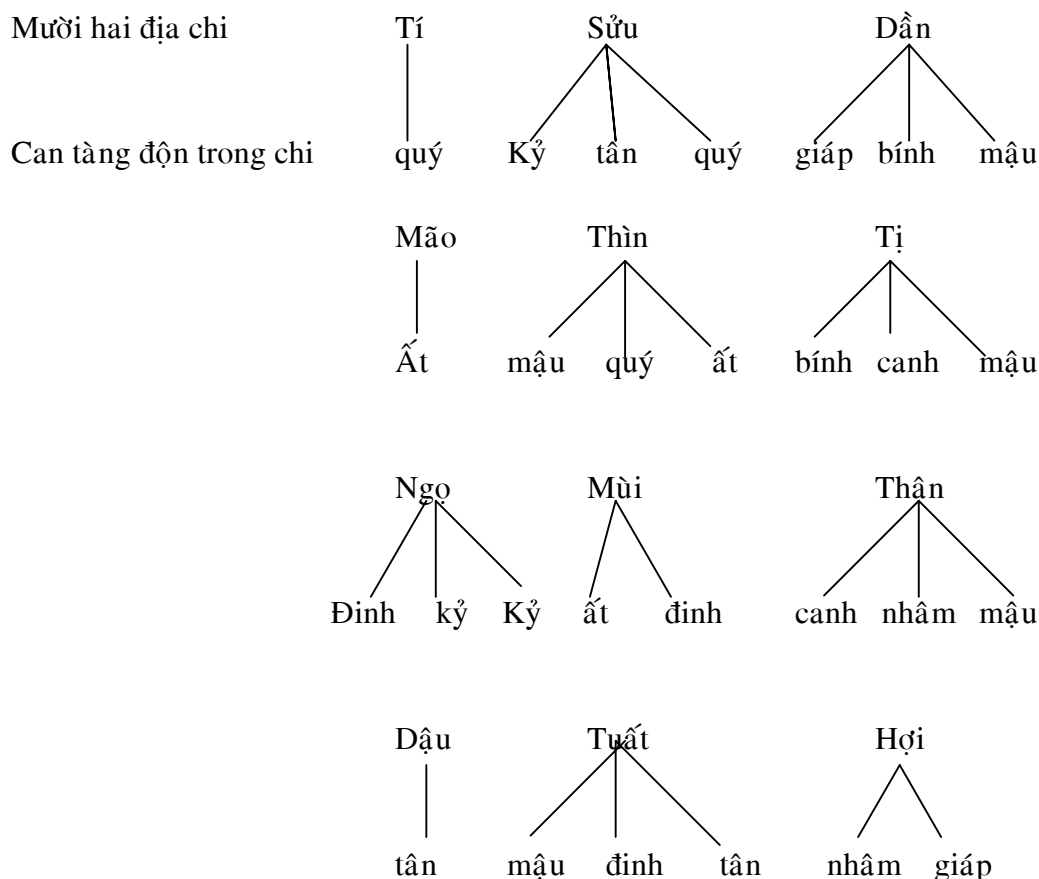 Mười hai địa chi Tí Sửu Dần
Can tàng độn trong chi quý Kỷ tân quý giáp bính mậu
Mão Thìn Tị
Ất mậu quý ất bính canh mậu
Ngọ Mùi Thân
Đinh kỷ Kỷ ất đinh canh nhâm mậu
Dậu Tuất Hợi
tân mậu đinh tân nhâm giáp